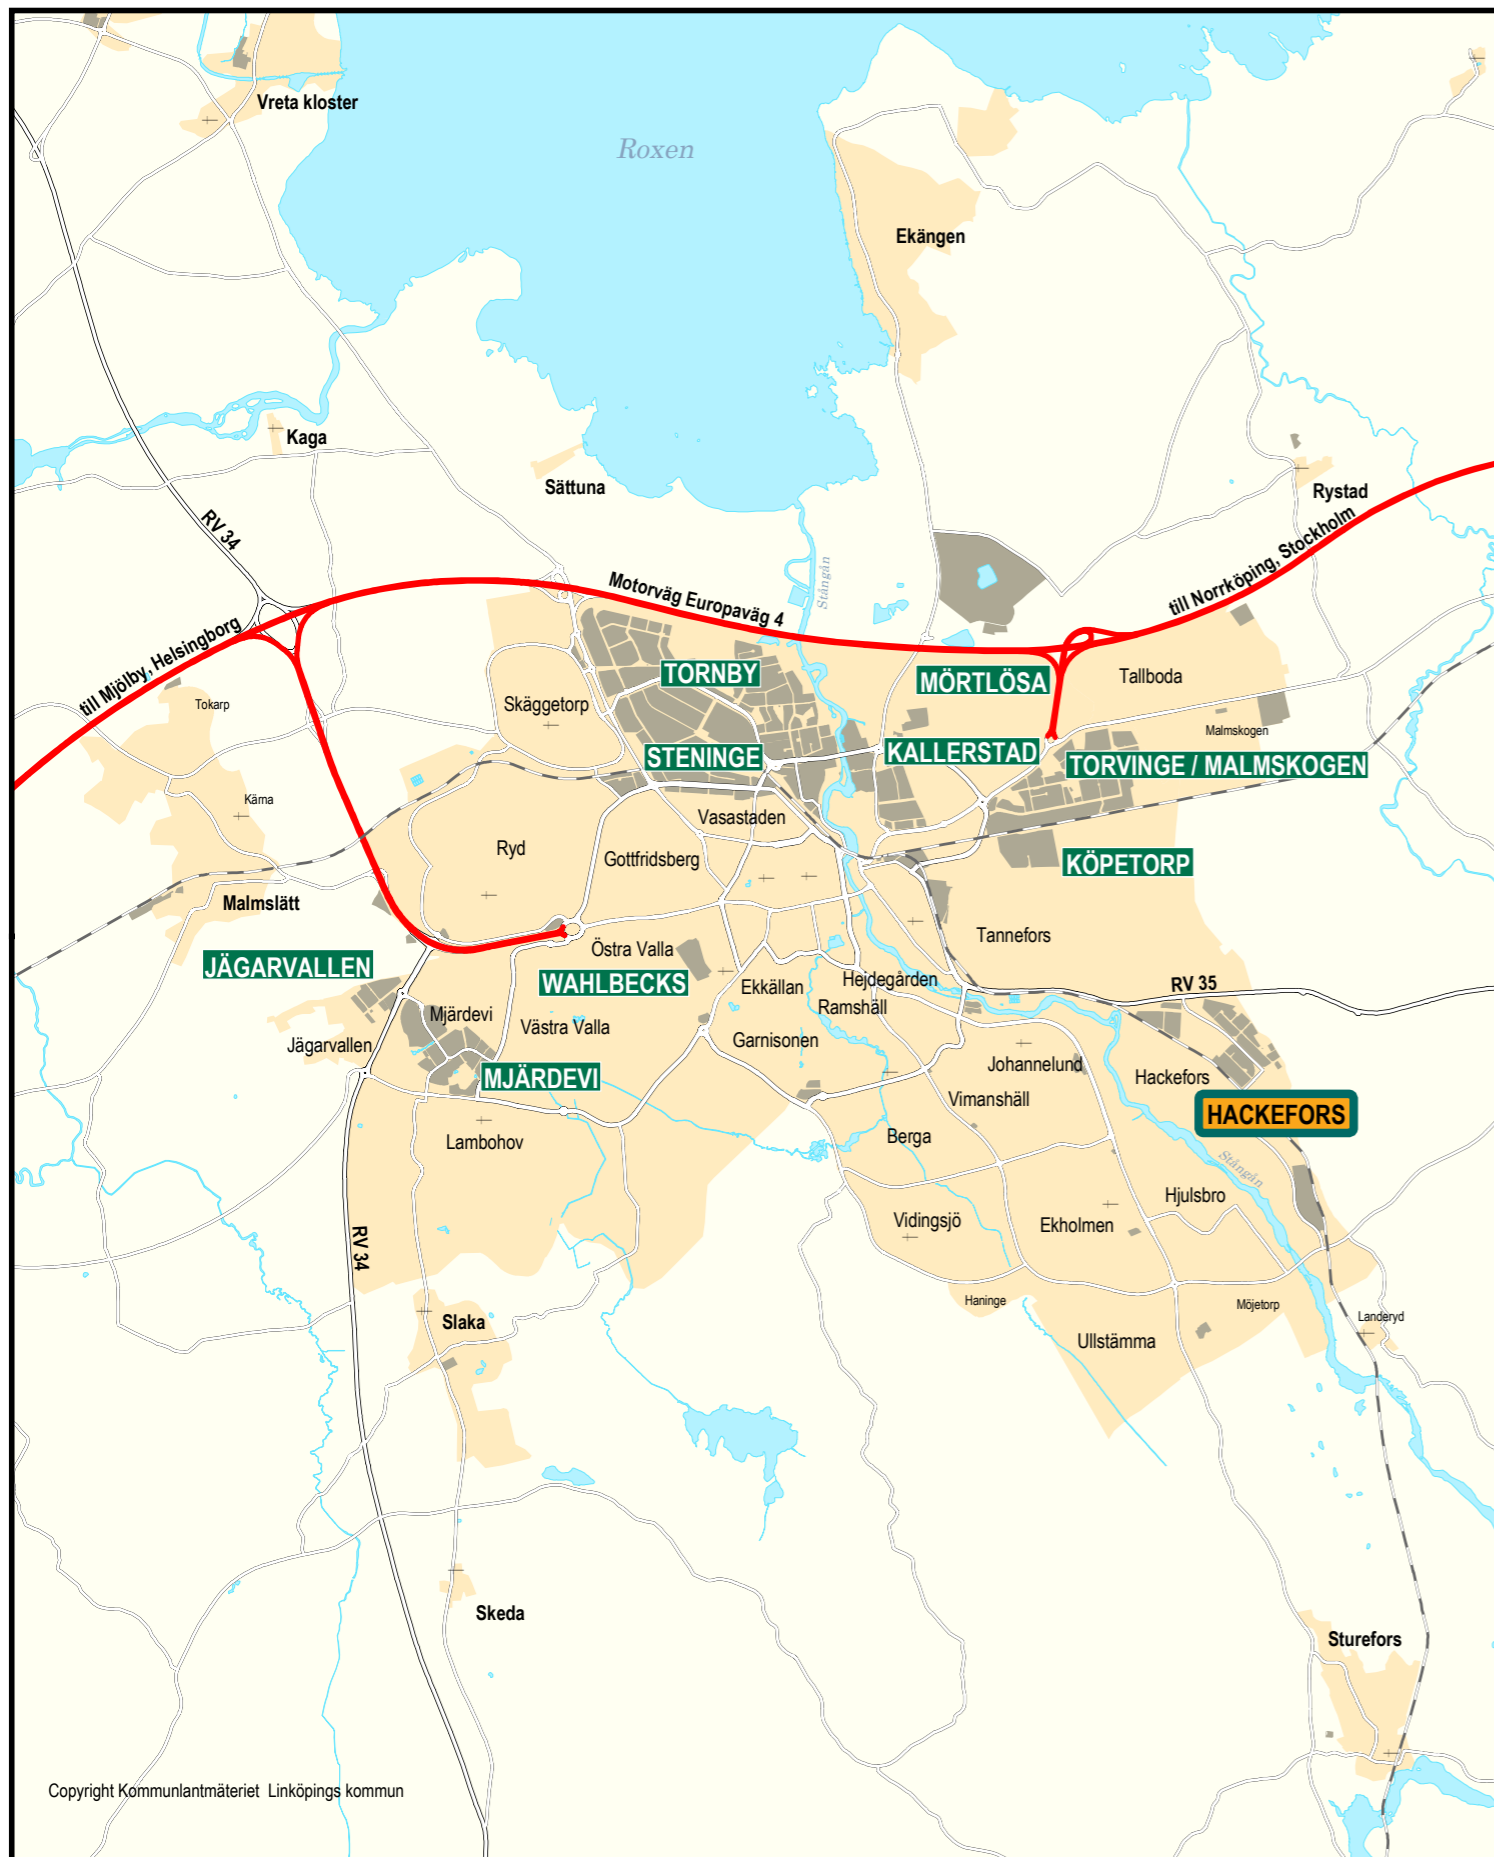 Vreta kloster
Roxen
Ekängen
Kaga
Sättuna
Rystad
RV 34
Motorväg Europaväg 4
Stångån
till Norrköping, Stockholm
till Mjölby, Helsingborg
TORNBY
MÖRTLÖSA
Tallboda
Tokarp
Skäggetorp
Malmskogen
STENINGE
KALLERSTAD
TORVINGE / MALMSKOGEN
Kärna
Vasastaden
Ryd
Gottfridsberg
KÖPETORP
Malmslätt
Tannefors
JÄGARVALLEN
Östra Valla
WAHLBECKS
Ekkällan
Hejdegården
RV 35
Ramshäll
Mjärdevi
Västra Valla
Garnisonen
Jägarvallen
Johannelund
MJÄRDEVI
Hackefors
Vimanshäll
HACKEFORS
Lambohov
Berga
Stångån
Hjulsbro
Vidingsjö
Ekholmen
RV 34
Haninge
Möjetorp
Slaka
Landeryd
Ullstämma
Skeda
Sturefors
Copyright Kommunlantmäteriet Linköpings kommun